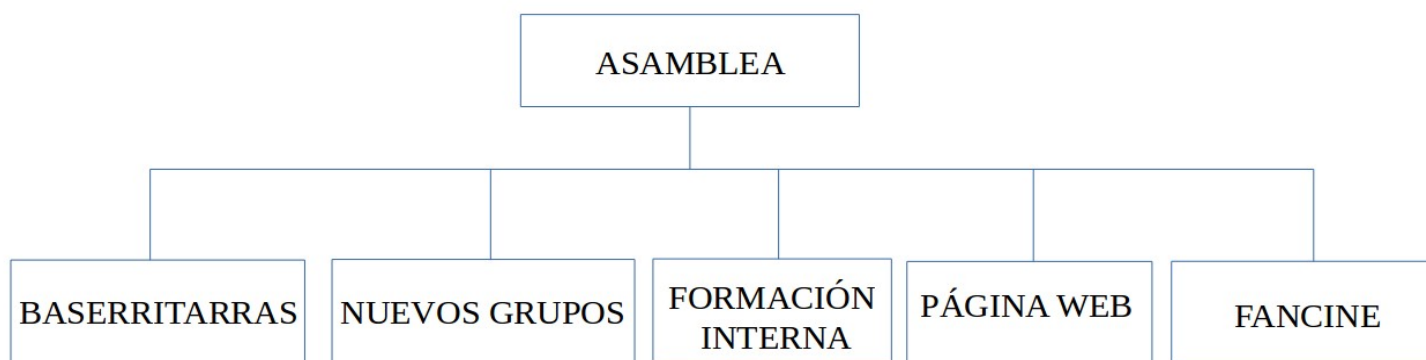 ASAMBLEA
BASERRITARRAS
NUEVOS GRUPOS
FORMACIÓN
INTERNA
PÁGINA WEB
FANCINE